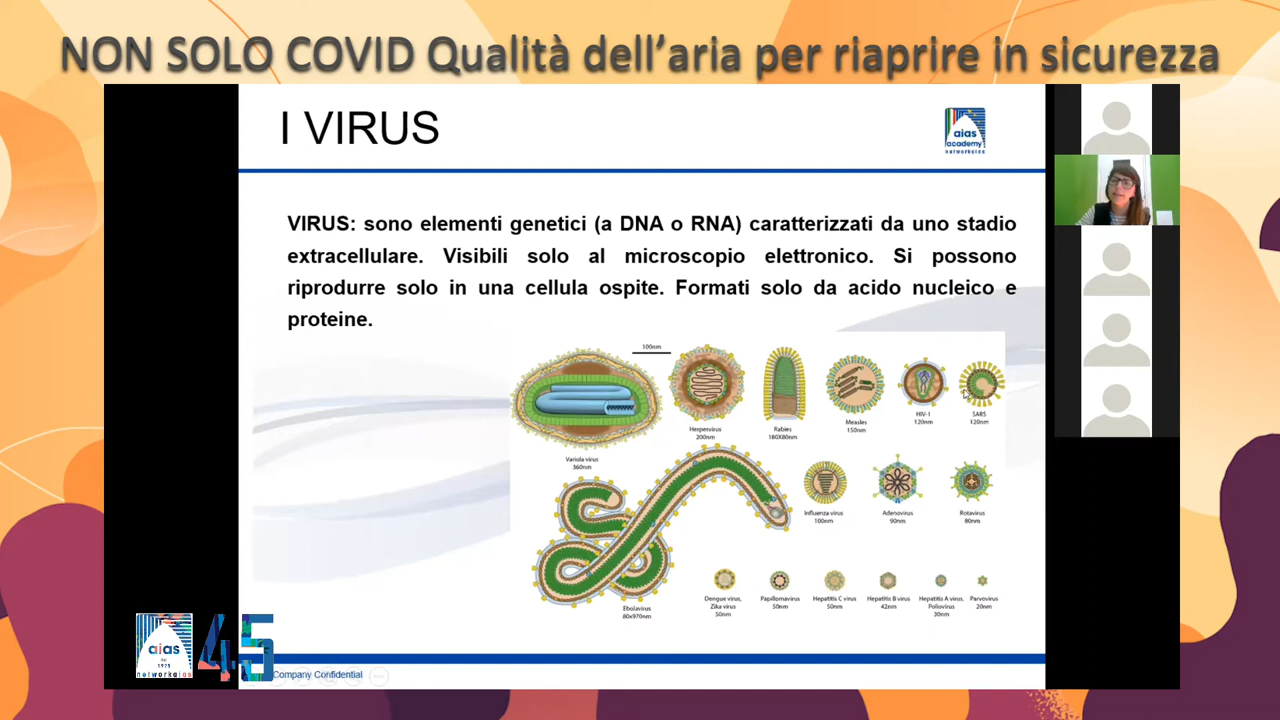 NON SOLO COVID Qualità dell'aria per riaprire in sicurezza
I VIRUS
aias
academy
networkaias
VIRUS: sono elementi genetici (a DNA o RNA) caratterizzati da uno stadio
extracellulare. Visibili solo al microscopio elettronico. Si possono
riprodurre solo in una cellula ospite. Formati solo da acido nucleico e
proteine.
100nm
Variola virus
360nm
Herpesvirus
200nm
Rabies
180X80nm
Measles
150nm
HIV-1
120nm
SARS
120nm
Influenza virus
100nm
Adenovirus
90nm
Rotavirus
80nm
Ebolavirus
80x970nm
Dengue virus,
Zika virus
50nm
Papillomavirus
50nm
Hepatitis C virus
50nm
Hepatitis B virus
42nm
Hepatitis A virus,
Poliovirus
30nm
Parvovirus
20nm
aias
dal
1975
networkaias
45
Company Confidential